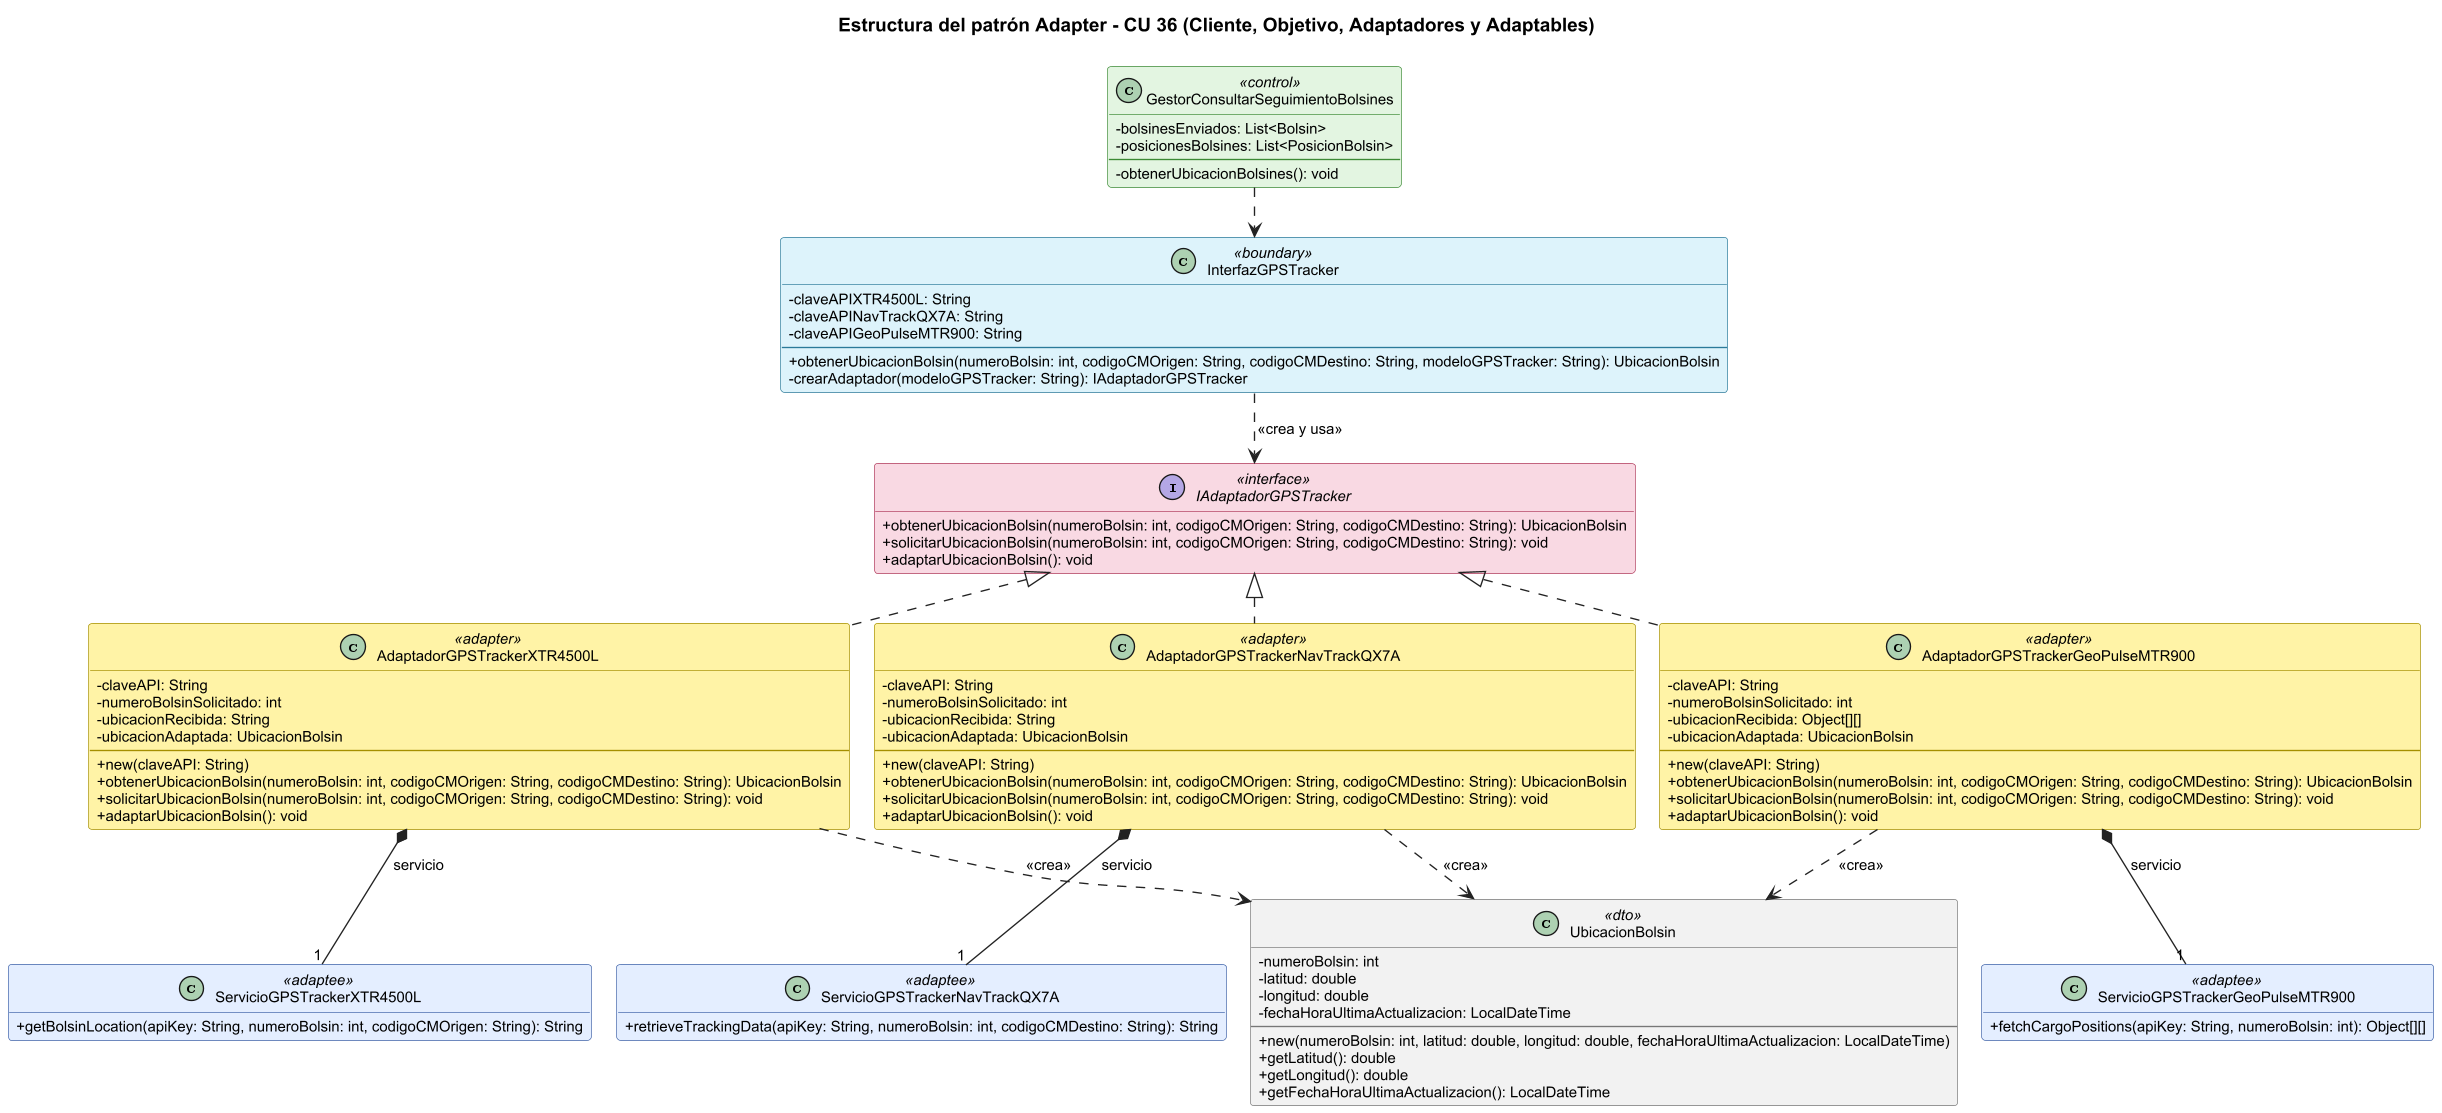 Estructura del patrón Adapter - CU 36 (Cliente, Objetivo, Adaptadores y Adaptables)
C
«control»
GestorConsultarSeguimientoBolsines
-bolsinesEnviados: List<Bolsin>
-posicionesBolsines: List<PosicionBolsin>
-obtenerUbicacionBolsines(): void
C
«boundary»
InterfazGPSTracker
-claveAPIXTR4500L: String
-claveAPINavTrackQX7A: String
-claveAPIGeoPulseMTR900: String
+obtenerUbicacionBolsin(numeroBolsin: int, codigoCMOrigen: String, codigoCMDestino: String, modeloGPSTracker: String): UbicacionBolsin
-crearAdaptador(modeloGPSTracker: String): IAdaptadorGPSTracker
«crea y usa»
I
«interface»
IAdaptadorGPSTracker
+obtenerUbicacionBolsin(numeroBolsin: int, codigoCMOrigen: String, codigoCMDestino: String): UbicacionBolsin
+solicitarUbicacionBolsin(numeroBolsin: int, codigoCMOrigen: String, codigoCMDestino: String): void
+adaptarUbicacionBolsin(): void
C
«adapter»
AdaptadorGPSTrackerXTR4500L
-claveAPI: String
-numeroBolsinSolicitado: int
-ubicacionRecibida: String
-ubicacionAdaptada: UbicacionBolsin
+new(claveAPI: String)
+obtenerUbicacionBolsin(numeroBolsin: int, codigoCMOrigen: String, codigoCMDestino: String): UbicacionBolsin
+solicitarUbicacionBolsin(numeroBolsin: int, codigoCMOrigen: String, codigoCMDestino: String): void
+adaptarUbicacionBolsin(): void
C
«adapter»
AdaptadorGPSTrackerNavTrackQX7A
-claveAPI: String
-numeroBolsinSolicitado: int
-ubicacionRecibida: String
-ubicacionAdaptada: UbicacionBolsin
+new(claveAPI: String)
+obtenerUbicacionBolsin(numeroBolsin: int, codigoCMOrigen: String, codigoCMDestino: String): UbicacionBolsin
+solicitarUbicacionBolsin(numeroBolsin: int, codigoCMOrigen: String, codigoCMDestino: String): void
+adaptarUbicacionBolsin(): void
C
«adapter»
AdaptadorGPSTrackerGeoPulseMTR900
-claveAPI: String
-numeroBolsinSolicitado: int
-ubicacionRecibida: Object[][]
-ubicacionAdaptada: UbicacionBolsin
+new(claveAPI: String)
+obtenerUbicacionBolsin(numeroBolsin: int, codigoCMOrigen: String, codigoCMDestino: String): UbicacionBolsin
+solicitarUbicacionBolsin(numeroBolsin: int, codigoCMOrigen: String, codigoCMDestino: String): void
+adaptarUbicacionBolsin(): void
servicio
«crea»
servicio
«crea»
«crea»
servicio
1
1
1
C
«adaptee»
ServicioGPSTrackerXTR4500L
+getBolsinLocation(apiKey: String, numeroBolsin: int, codigoCMOrigen: String): String
C
«adaptee»
ServicioGPSTrackerNavTrackQX7A
+retrieveTrackingData(apiKey: String, numeroBolsin: int, codigoCMDestino: String): String
C
«dto»
UbicacionBolsin
-numeroBolsin: int
-latitud: double
-longitud: double
-fechaHoraUltimaActualizacion: LocalDateTime
+new(numeroBolsin: int, latitud: double, longitud: double, fechaHoraUltimaActualizacion: LocalDateTime)
+getLatitud(): double
+getLongitud(): double
+getFechaHoraUltimaActualizacion(): LocalDateTime
C
«adaptee»
ServicioGPSTrackerGeoPulseMTR900
+fetchCargoPositions(apiKey: String, numeroBolsin: int): Object[][]